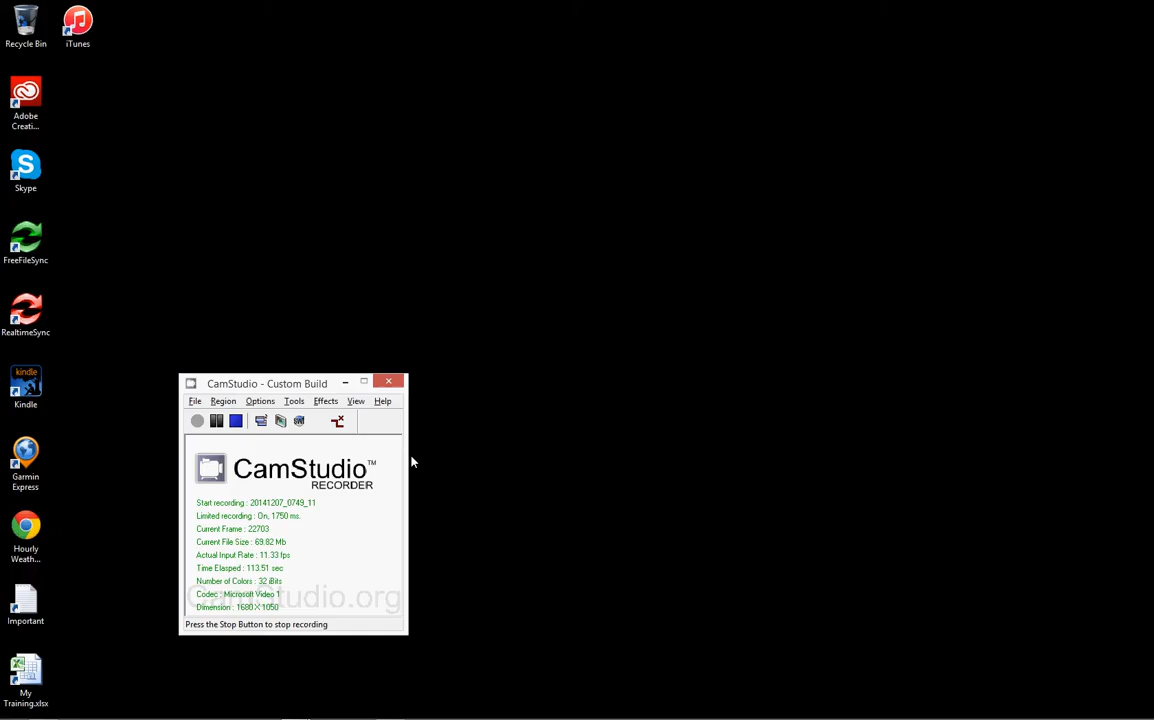 Recycle Bin
iTunes
Adobe
Creati...
Skype
FreeFileSync
RealtimeSync
kindle
Kindle
Garmin
Express
Hourly
Weath...
Important
My
Training.xlsx
CamStudio - Custom Build
File Region Options Tools Effects View Help
CamStudio™
RECORDER
Start recording : 20141207_0749_11
Limited recording : On, 1750 ms.
Current Frame : 22703
Current File Size : 69.82 Mb
Actual Input Rate : 11.33 fps
Time Elasped : 113.51 sec
Number of Colors : 32 iBits
Codec : Microsoft Video 1
CamStudio.org
Dimension : 1680 X 1050
Press the Stop Button to stop recording